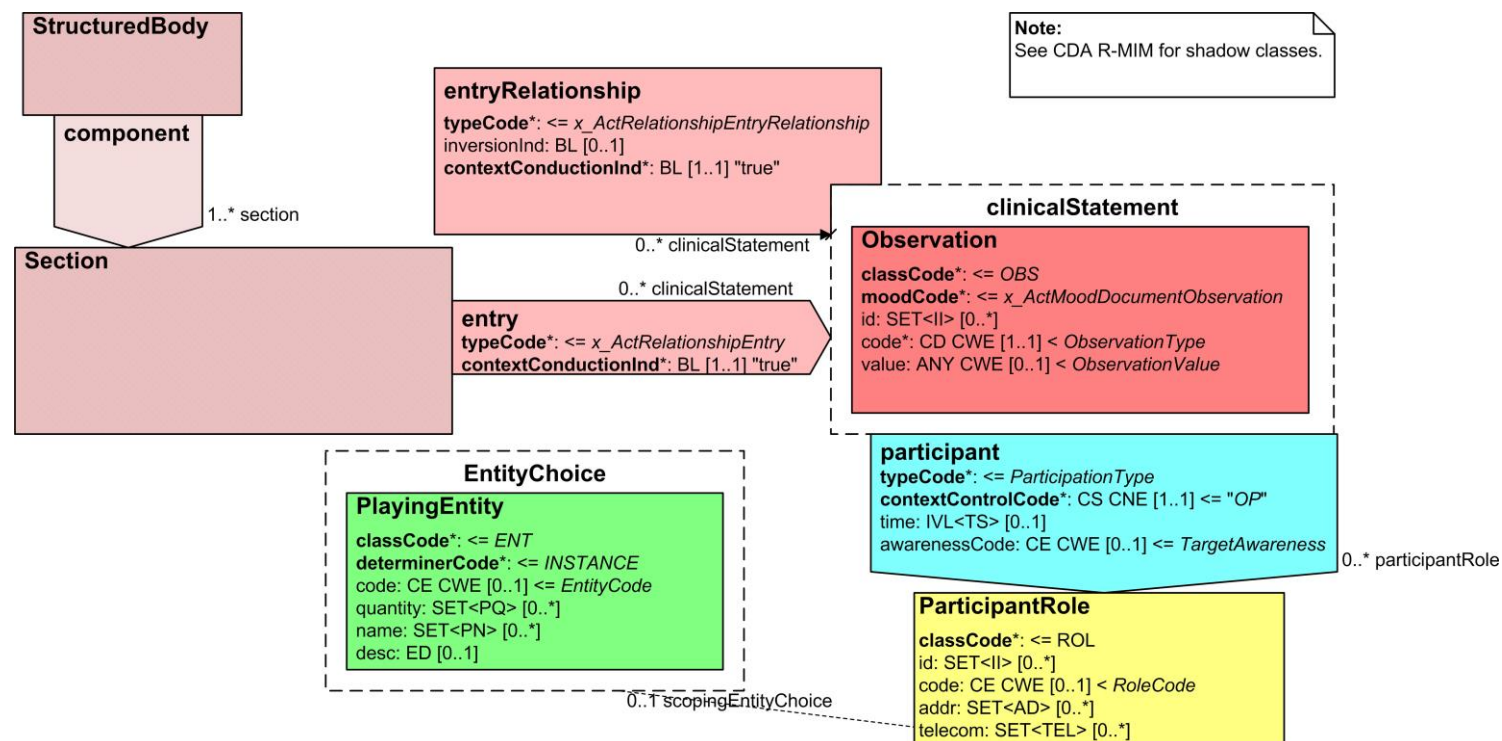 StructuredBody
component
1..* section
Section
entryRelationship
typeCode*: <= x_ActRelationshipEntryRelationship
inversionInd: BL [0..1]
contextConductionInd*: BL [1..1] "true"
0..* clinicalStatement
0..* clinicalStatement
entry
typeCode*: <= x_ActRelationshipEntry
contextConductionInd*: BL [1..1] "true"
Note:
See CDA R-MIM for shadow classes.
clinicalStatement
Observation
classCode*: <= OBS
moodCode*: <= x_ActMoodDocumentObservation
id: SET<II> [0..*]
code*: CD CWE [1..1] < ObservationType
value: ANY CWE [0..1] < ObservationValue
participant
typeCode*: <= ParticipationType
contextControlCode*: CS CNE [1..1] <= "OP"
time: IVL<TS> [0..1]
awarenessCode: CE CWE [0..1] <= TargetAwareness
0..* participantRole
EntityChoice
PlayingEntity
classCode*: <= ENT
determinerCode*: <= INSTANCE
code: CE CWE [0..1] <= EntityCode
quantity: SET<PQ> [0..*]
name: SET<PN> [0..*]
desc: ED [0..1]
0..1 scopingEntityChoice
ParticipantRole
classCode*: <= ROL
id: SET<II> [0..*]
code: CE CWE [0..1] < RoleCode
addr: SET<AD> [0..*]
telecom: SET<TEL> [0..*]